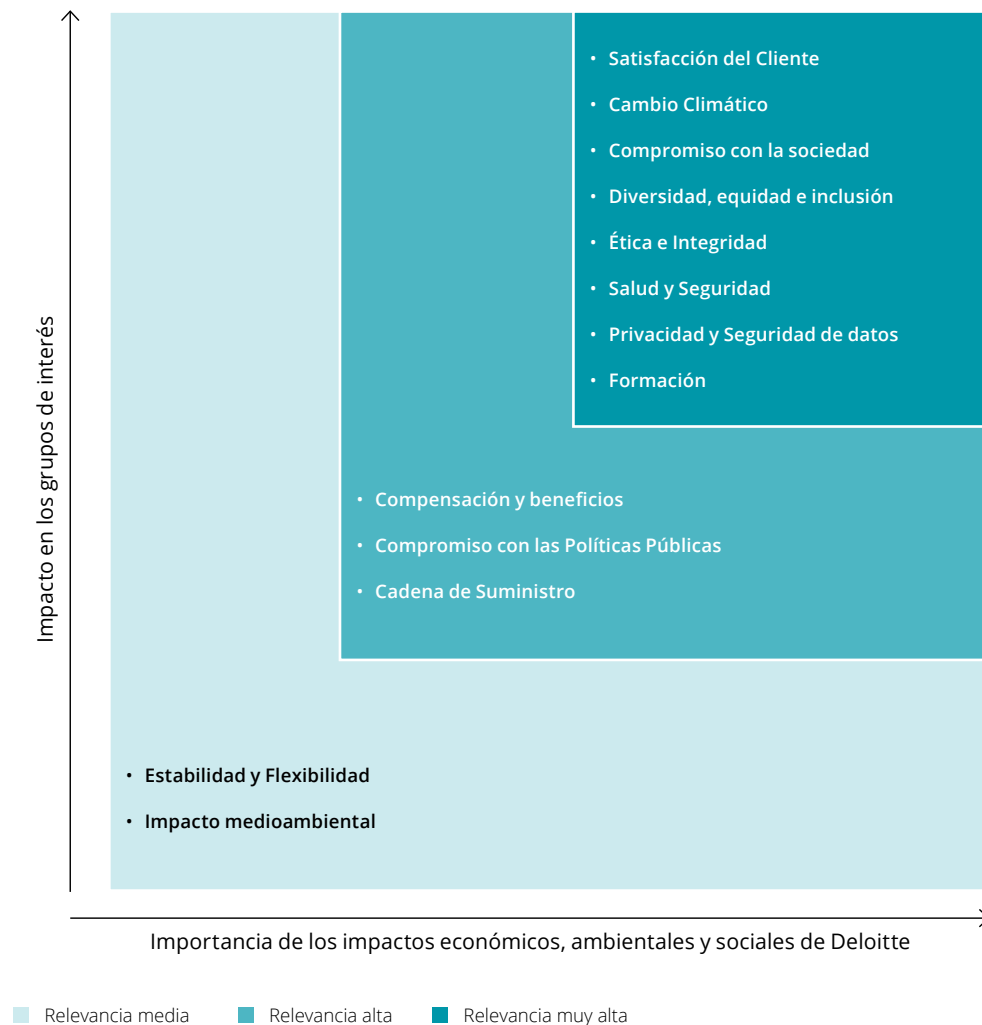 • Satisfacción del Cliente
• Cambio Climático
• Compromiso con la sociedad
• Diversidad, equidad e inclusión
• Ética e Integridad
• Salud y Seguridad
• Privacidad y Seguridad de datos
• Formación
Impacto en los grupos de interés
• Compensación y beneficios
• Compromiso con las Políticas Públicas
• Cadena de Suministro
• Estabilidad y Flexibilidad
• Impacto medioambiental
Importancia de los impactos económicos, ambientales y sociales de Deloitte
Relevancia media
Relevancia alta
Relevancia muy alta